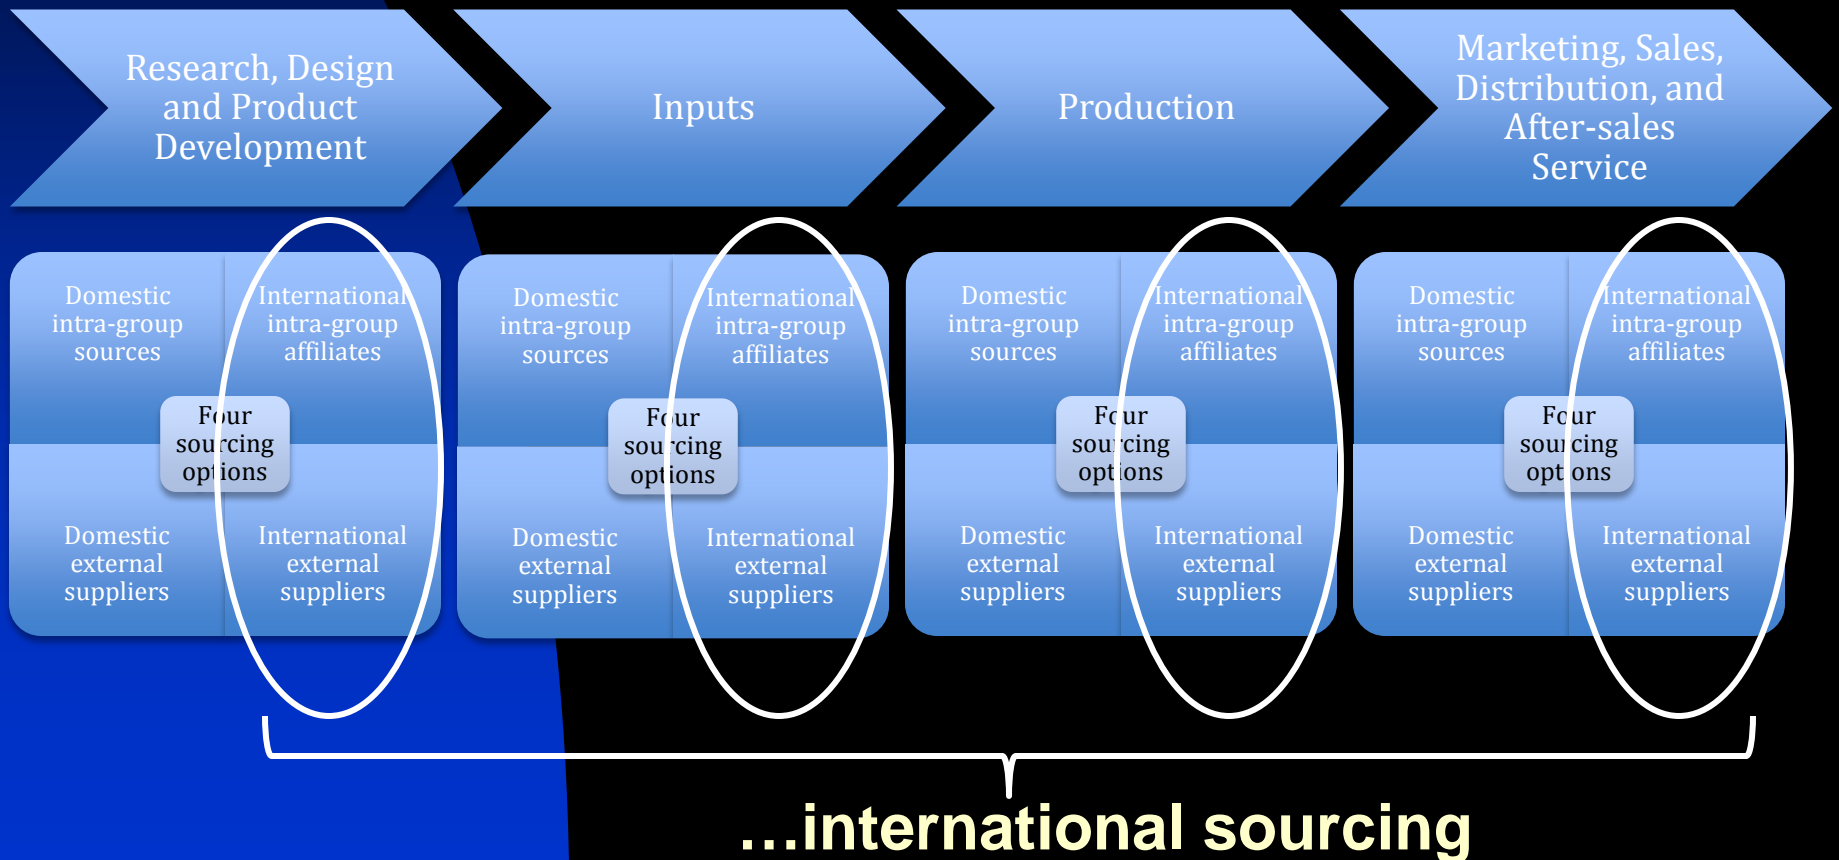 Research, Design
and Product
Development
Inputs
Production
Marketing, Sales,
Distribution, and
After-sales
Service
Domestic
intra-group
sources
International
intra-group
affiliates
Four
sourcing
options
Domestic
external
suppliers
International
external
suppliers
Domestic
intra-group
sources
International
intra-group
affiliates
Four
sourcing
options
Domestic
external
suppliers
International
external
suppliers
Domestic
intra-group
sources
International
intra-group
affiliates
Four
sourcing
options
Domestic
external
suppliers
International
external
suppliers
Domestic
intra-group
sources
International
intra-group
affiliates
Four
sourcing
options
Domestic
external
suppliers
International
external
suppliers
…international sourcing